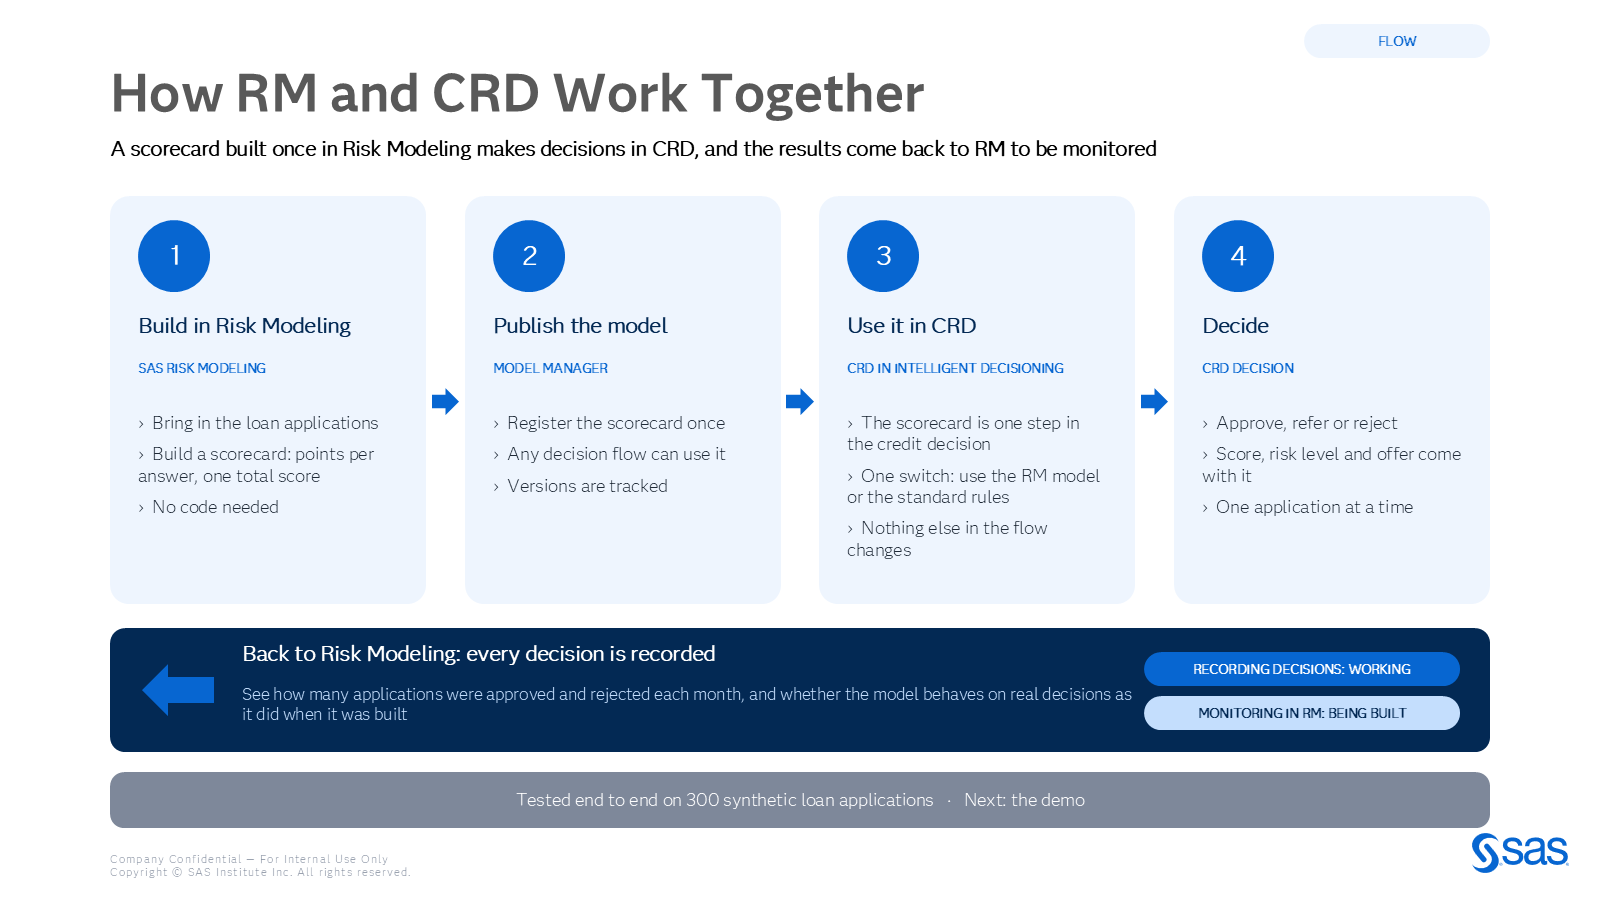 FLOW
How RM and CRD Work Together
A scorecard built once in Risk Modeling makes decisions in CRD, and the results come back to RM to be monitored
1
Build in Risk Modeling
SAS RISK MODELING
› Bring in the loan applications
› Build a scorecard: points per
answer, one total score
› No code needed
2
Publish the model
MODEL MANAGER
› Register the scorecard once
› Any decision flow can use it
› Versions are tracked
3
Use it in CRD
CRD IN INTELLIGENT DECISIONING
› The scorecard is one step in
the credit decision
› One switch: use the RM model
or the standard rules
› Nothing else in the flow
changes
4
Decide
CRD DECISION
› Approve, refer or reject
› Score, risk level and offer come
with it
› One application at a time
Back to Risk Modeling: every decision is recorded
See how many applications were approved and rejected each month, and whether the model behaves on real decisions as
it did when it was built
RECORDING DECISIONS: WORKING
MONITORING IN RM: BEING BUILT
Tested end to end on 300 synthetic loan applications · Next: the demo
Company Confidential — For Internal Use Only
Copyright © SAS Institute Inc. All rights reserved.
sas